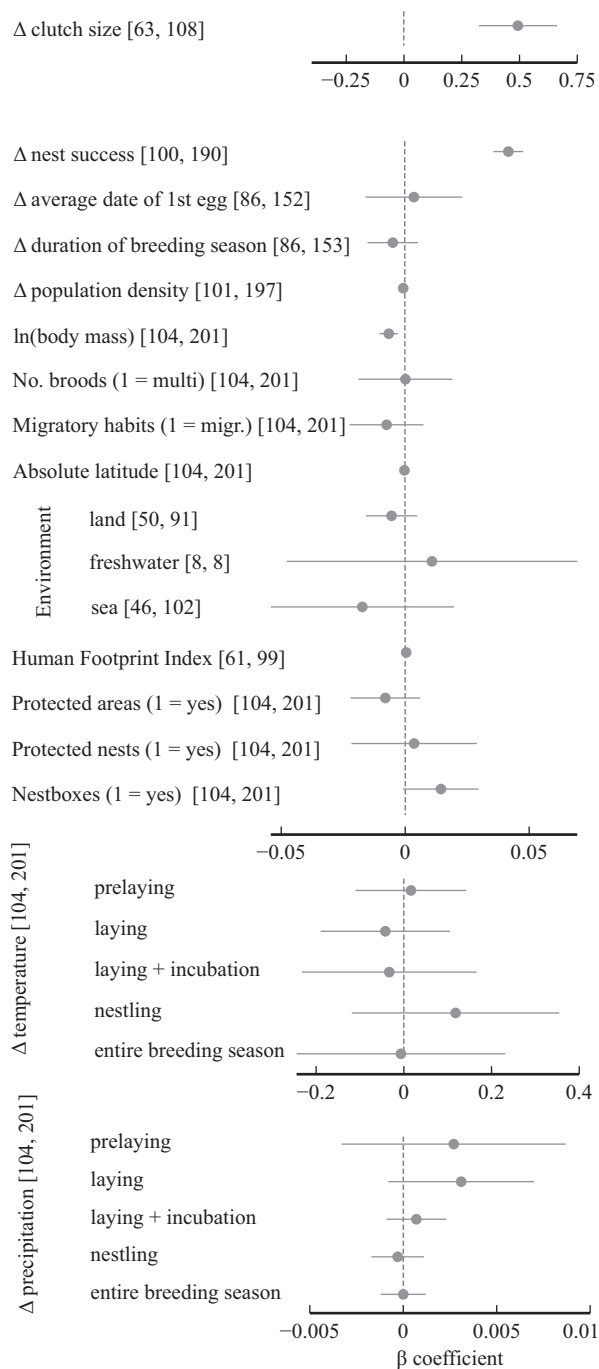 Δ clutch size [63, 108]
−0.25 0 0.25 0.5 0.75
Δ nest success [100, 190]
Δ average date of 1st egg [86, 152]
Δ duration of breeding season [86, 153]
Δ population density [101, 197]
ln(body mass) [104, 201]
No. broods (1 = multi) [104, 201]
Migratory habits (1 = migr.) [104, 201]
Absolute latitude [104, 201]
Environment
land [50, 91]
freshwater [8, 8]
sea [46, 102]
Human Footprint Index [61, 99]
Protected areas (1 = yes) [104, 201]
Protected nests (1 = yes) [104, 201]
Nestboxes (1 = yes) [104, 201]
−0.05 0 0.05
Δ temperature [104, 201]
prelaying
laying
laying + incubation
nestling
entire breeding season
−0.2 0 0.2 0.4
Δ precipitation [104, 201]
prelaying
laying
laying + incubation
nestling
entire breeding season
−0.005 0 0.005 0.01
β coefficient